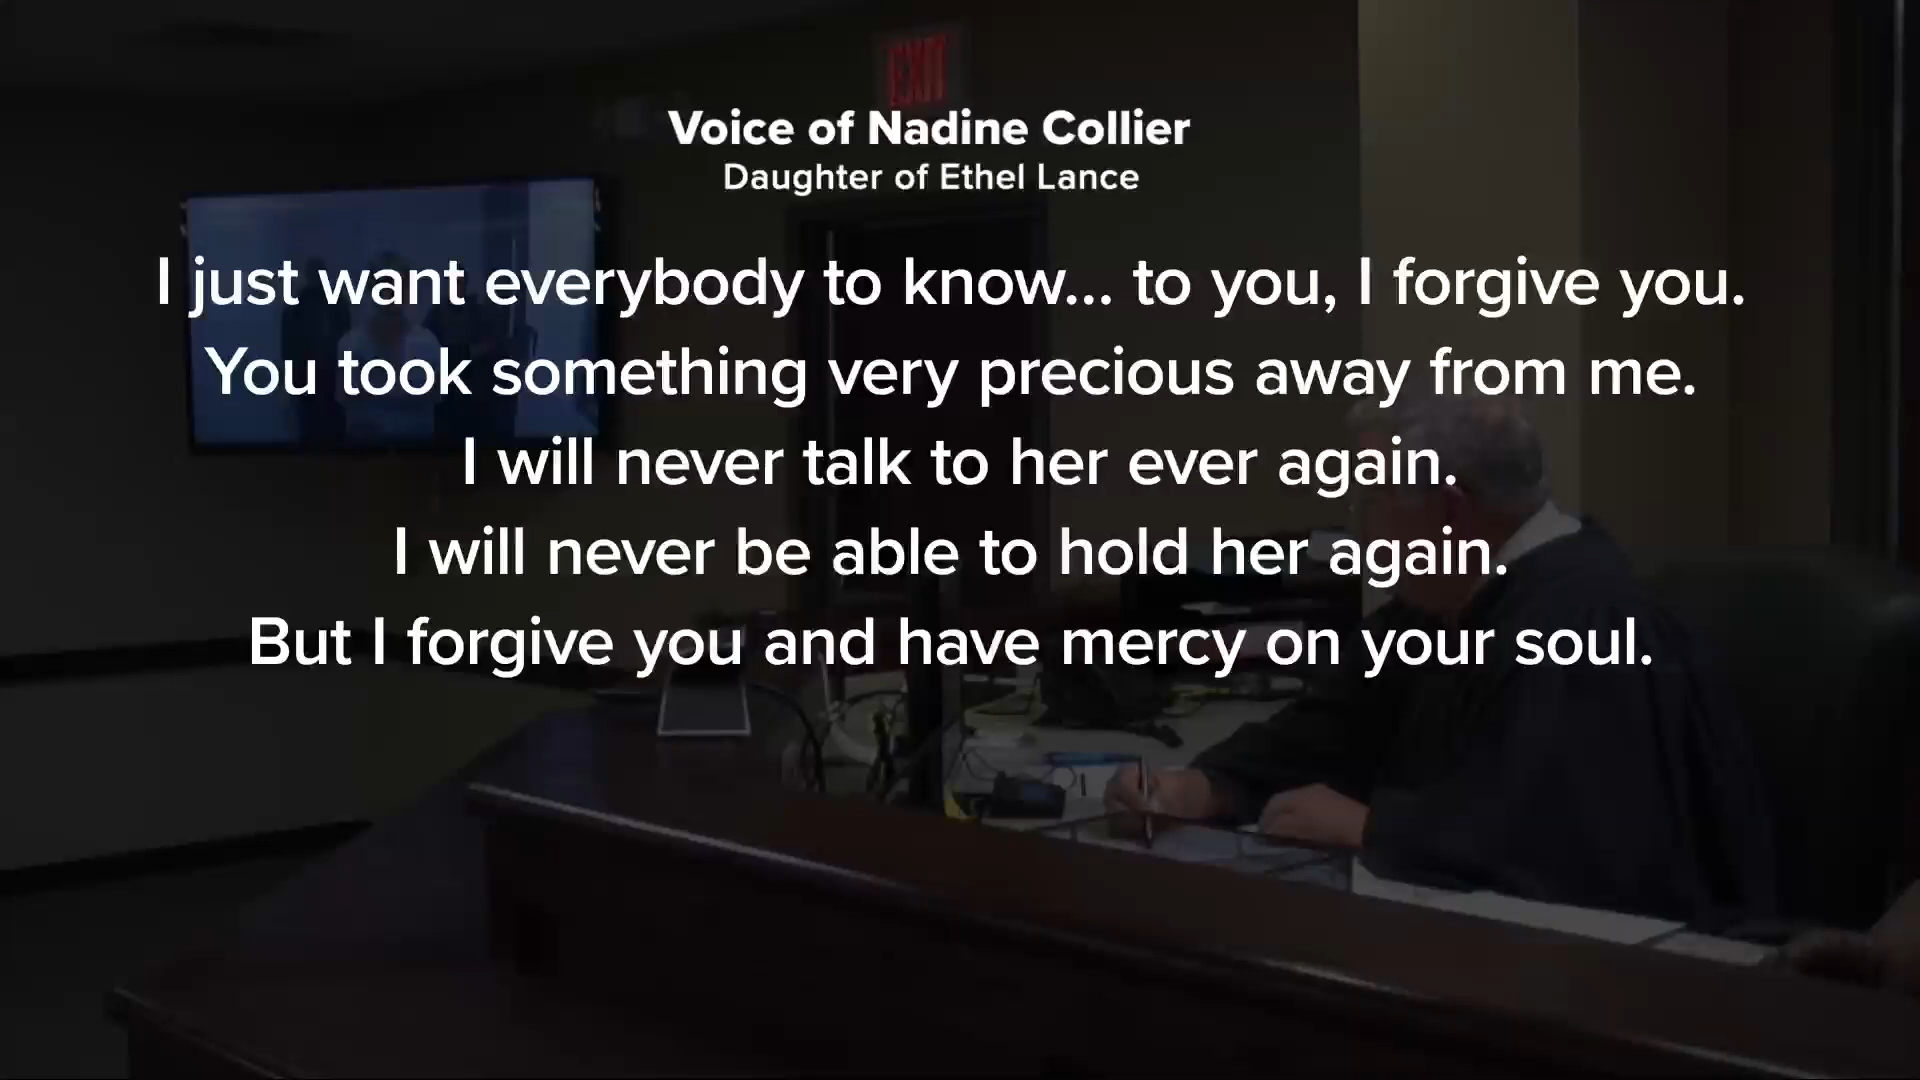 EXIT
Voice of Nadine Collier
Daughter of Ethel Lance
I just want everybody to know... to you, I forgive you.
You took something very precious away from me.
I will never talk to her ever again.
I will never be able to hold her again.
But I forgive you and have mercy on your soul.